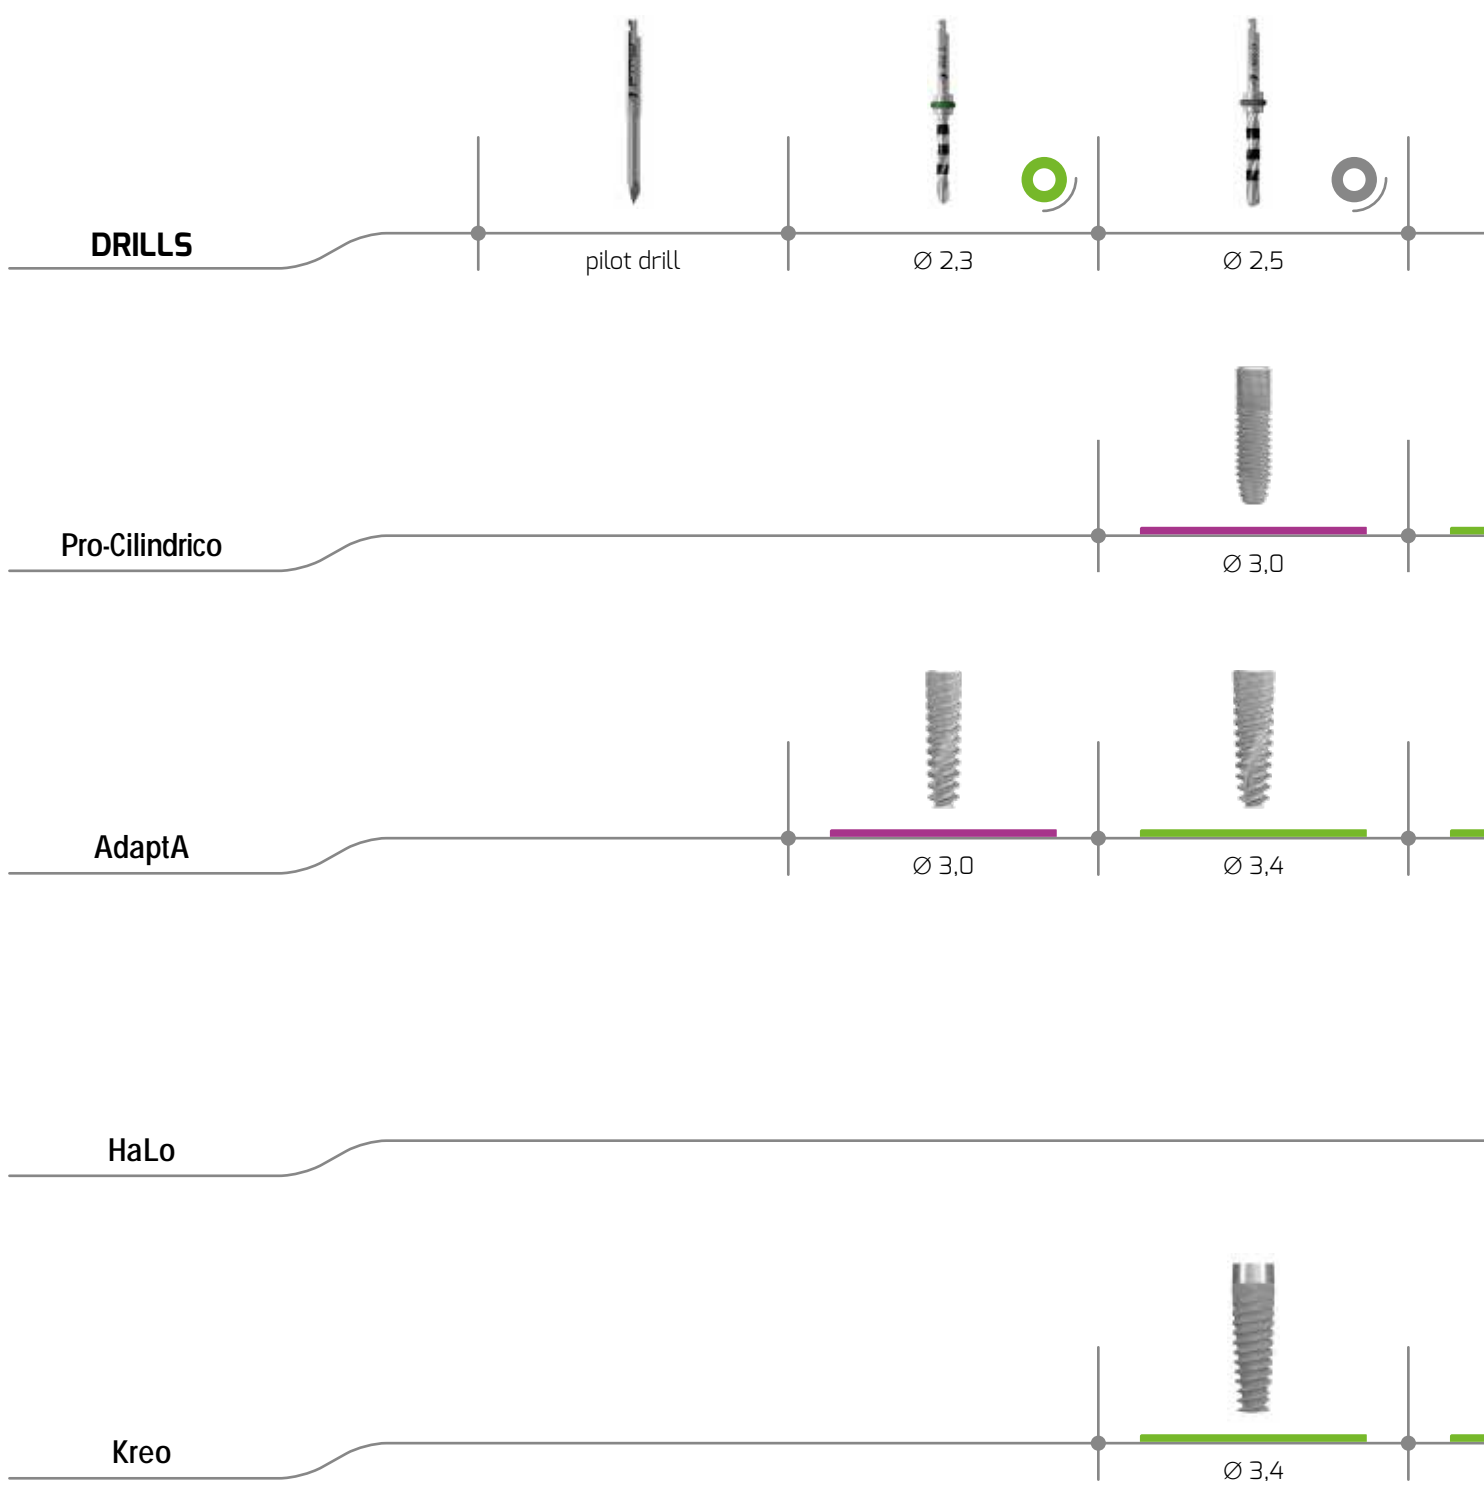 DRILLS
pilot drill
Ø 2,3
Ø 2,5
Pro-Cilindrico
Ø 3,0
AdaptA
Ø 3,0
Ø 3,4
HaLo
Kreo
Ø 3,4